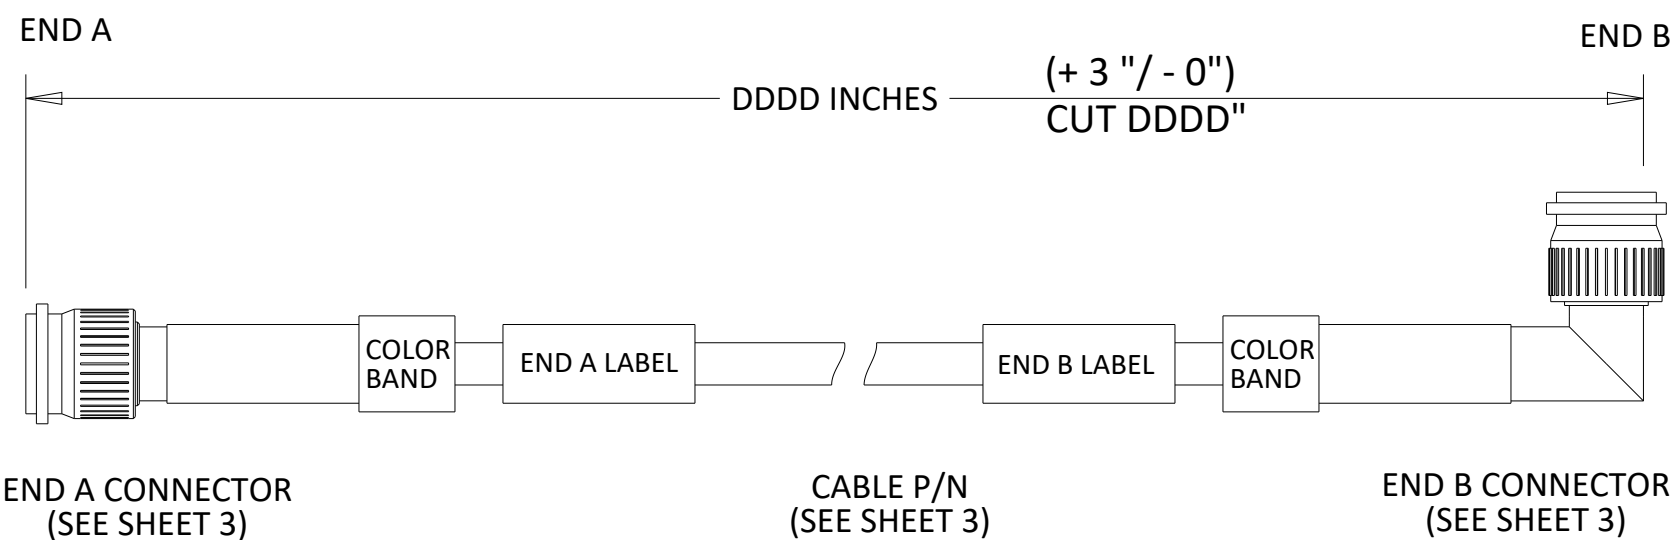 END A
END B
(+ 3 "/ - 0")
DDDD INCHES
CUT DDDD"
COLOR
BAND
END A LABEL
END B LABEL
COLOR
BAND
END A CONNECTOR
(SEE SHEET 3)
CABLE P/N
(SEE SHEET 3)
END B CONNECTOR
(SEE SHEET 3)